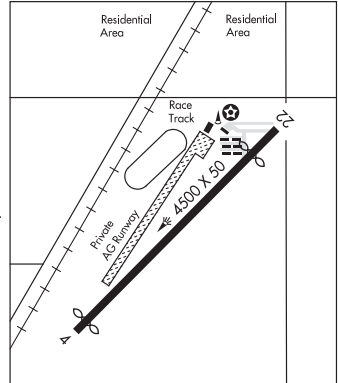 Residential
Area
Residential
Area
Race
Track
22
4500 X 50
Private
AG Runway
4